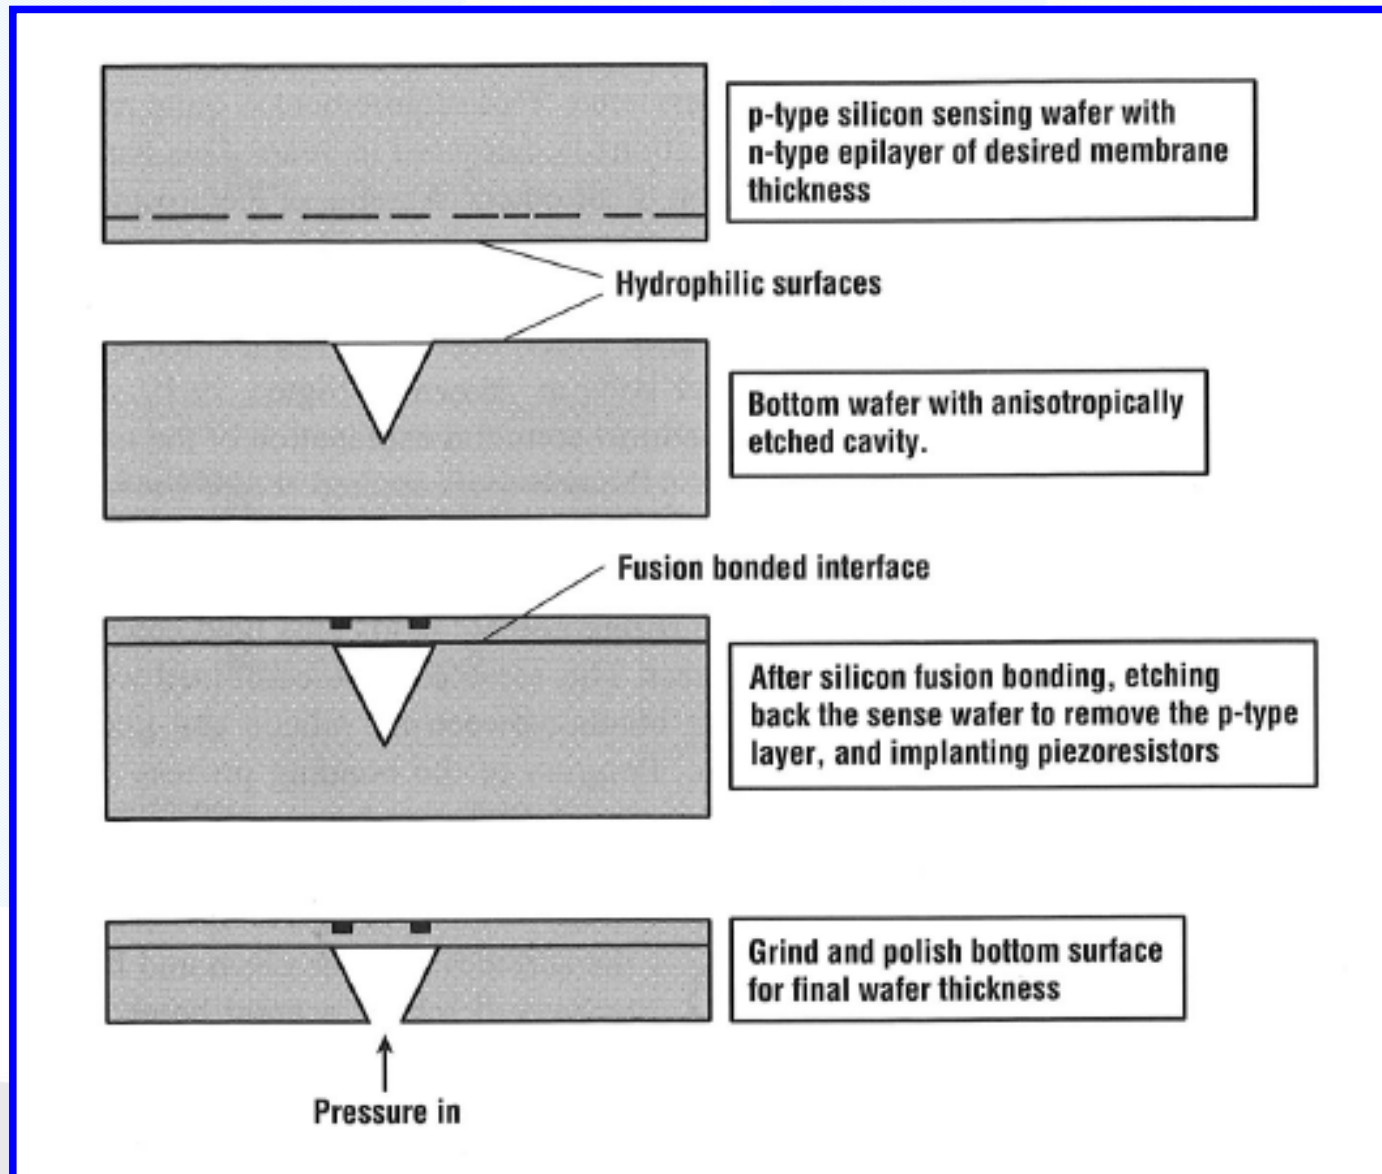 p-type silicon sensing wafer with
n-type epilayer of desired membrane
thickness
Hydrophilic surfaces
Bottom wafer with anisotropically
etched cavity.
Fusion bonded interface
After silicon fusion bonding, etching
back the sense wafer to remove the p-type
layer, and implanting piezoresistors
Grind and polish bottom surface
for final wafer thickness
Pressure in